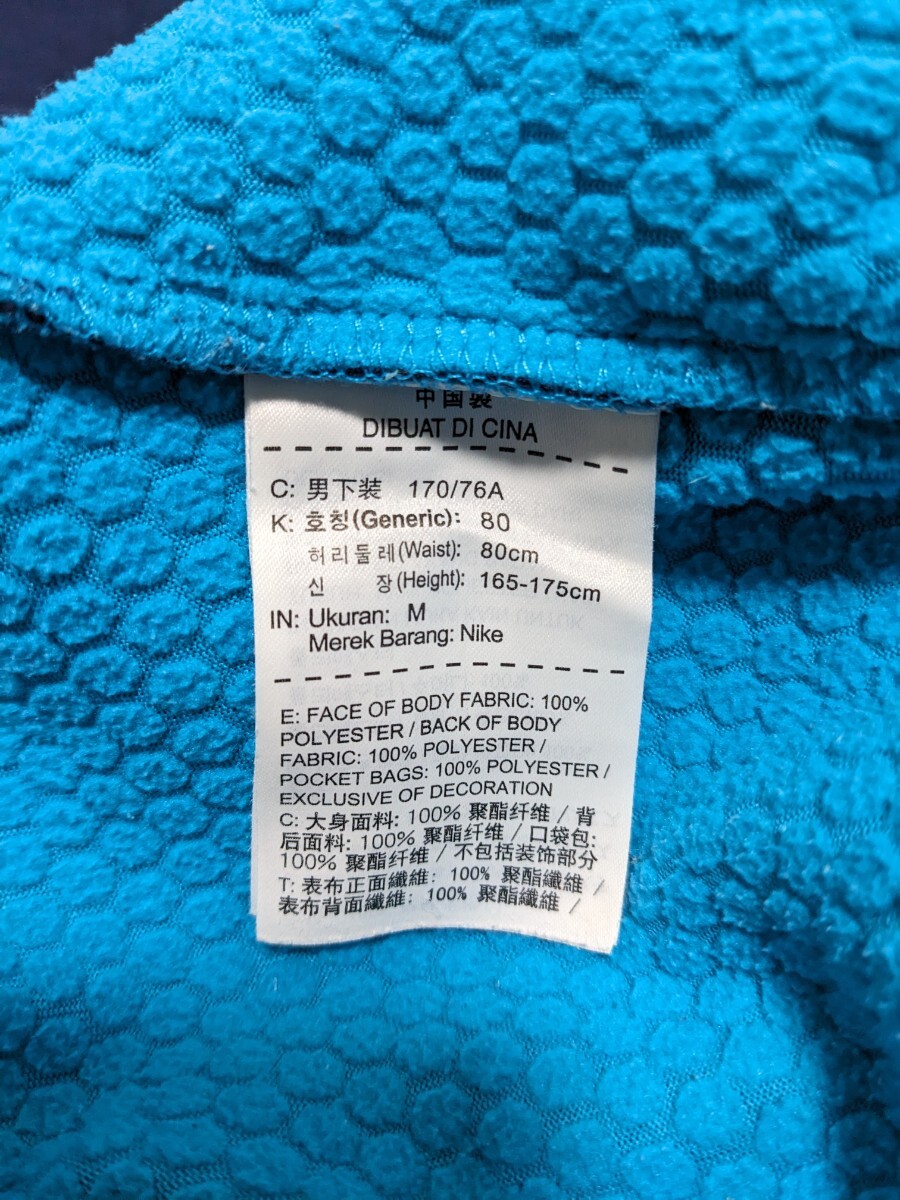 中国製
DIBUAT DI CINA
C: 男下装 170/76A
K: 호칭(Generic): 80
허리둘레(Waist): 80cm
신 장(Height): 165-175cm
IN: Ukuran: M
Merek Barang: Nike
E: FACE OF BODY FABRIC: 100%
POLYESTER / BACK OF BODY
FABRIC: 100% POLYESTER /
POCKET BAGS: 100% POLYESTER /
EXCLUSIVE OF DECORATION
C: 大身面料: 100% 聚酯纤维 / 背
后面料: 100% 聚酯纤维 / 口袋包:
100% 聚酯纤维 / 不包括装饰部分
T: 表布正面纖維: 100% 聚酯纖維 /
表布背面纖維: 100% 聚酯纖維 /